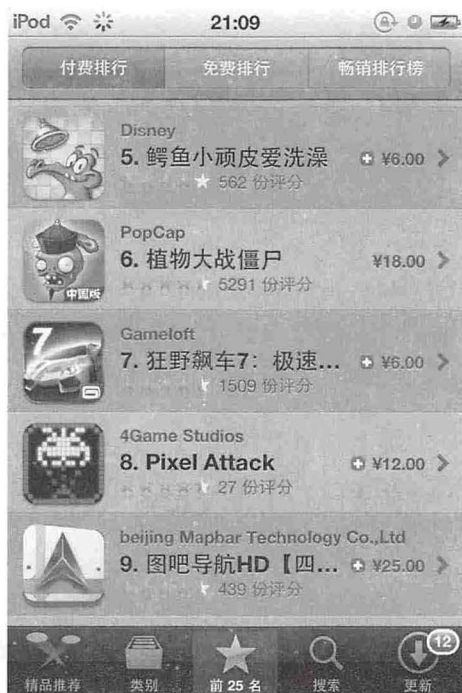 iPod
21:09
付费排行
免费排行
畅销排行榜
Disney
5. 鳄鱼小顽皮爱洗澡
¥6.00
562 份评分
PopCap
6. 植物大战僵尸
¥18.00
中国版
5291 份评分
Gameloft
7
7. 狂野飙车7：极速...
¥6.00
1509 份评分
4Game Studios
8. Pixel Attack
¥12.00
27 份评分
beijing Mapbar Technology Co.,Ltd
9. 图吧导航HD【四...
¥25.00
439 份评分
12
精品推荐
类别
前 25 名
搜索
更新